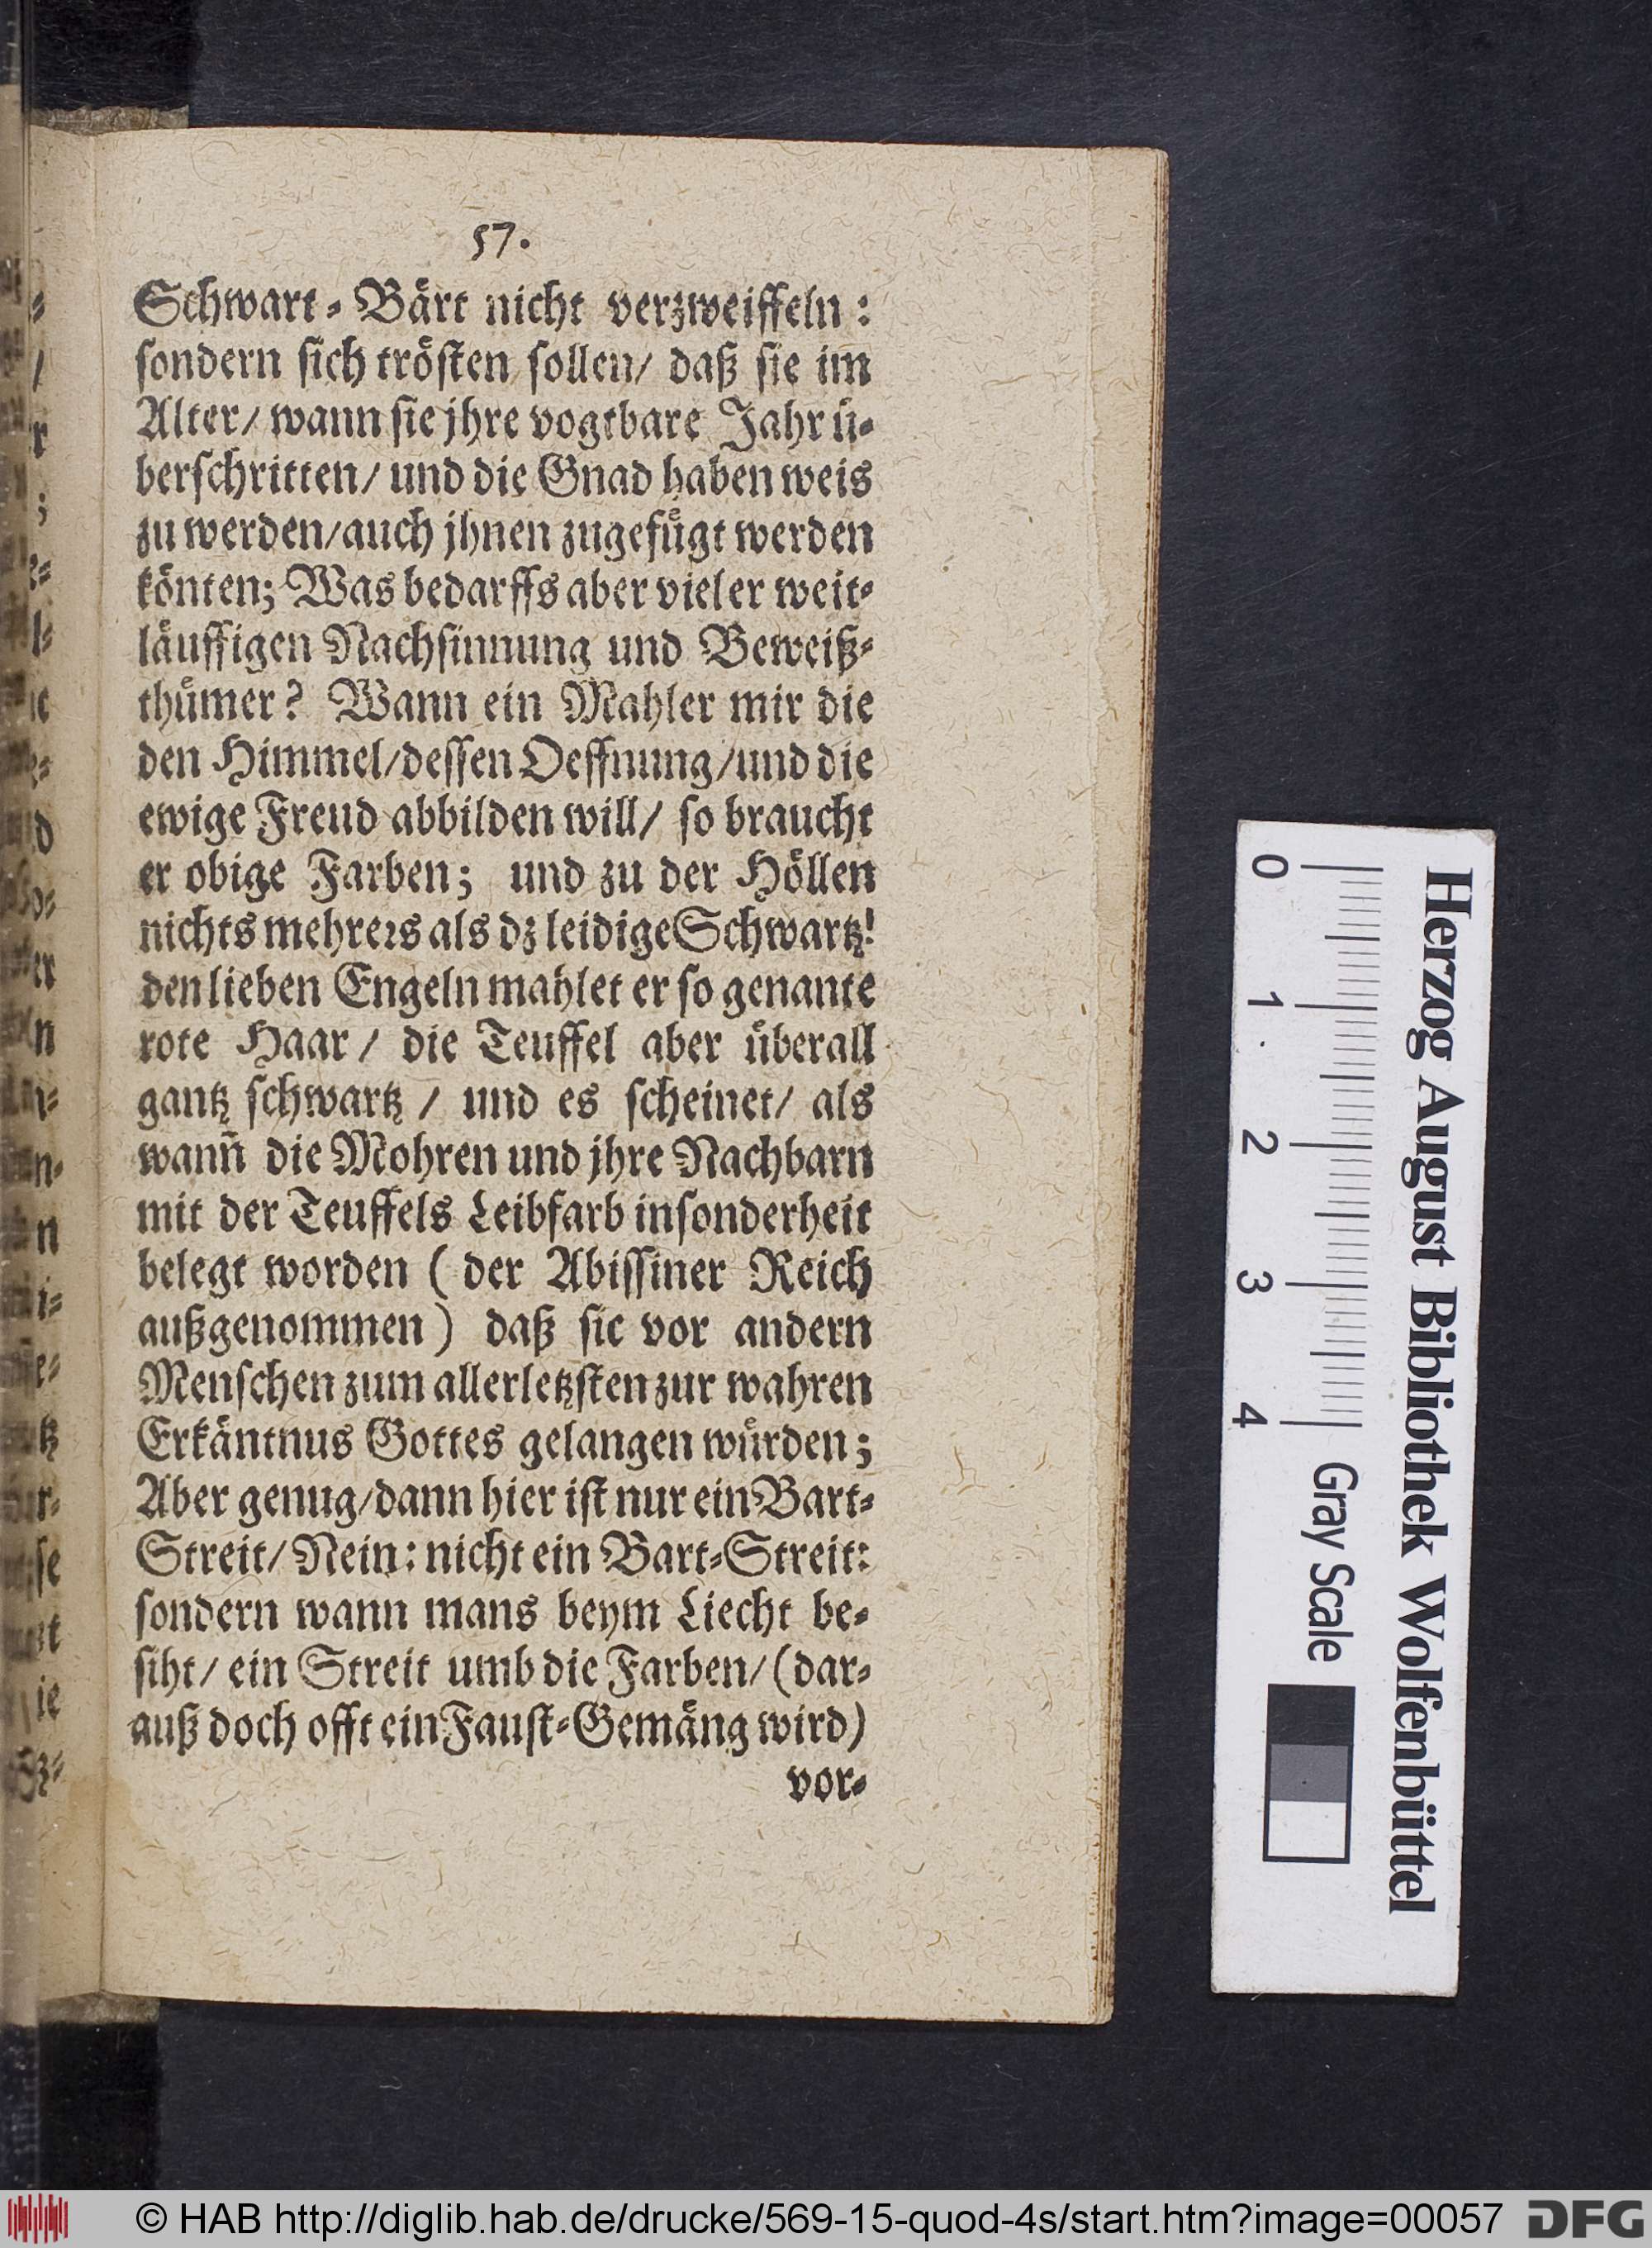 57.
Schwart-Bärt nicht verzweiffeln:
sondern sich trösten sollen/ daß sie im
Alter/ wann sie jhre vogtbare Jahr ü-
berschritten/ und die Gnad haben weis
zu werden/auch jhnen zugefügt werden
könten; Was bedarffs aber vieler weit-
läuffigen Nachsinnung und Beweiß-
thümer? Wann ein Mahler mir die
den Himmel/dessen Oeffnung/und die
ewige Freud abbilden will/ so braucht
er obige Farben; und zu der Höllen
nichts mehrers als dz leidige Schwartz!
den lieben Engeln mahlet er so genante
rote Haar / die Teuffel aber überall
gantz schwartz / und es scheinet/ als
wañ die Mohren und jhre Nachbarn
mit der Teuffels Leibfarb insonderheit
belegt worden ( der Abissiner Reich
außgenommen) daß sie vor andern
Menschen zum allerletzsten zur wahren
Erkäntnus Gottes gelangen würden;
Aber genug/dann hier ist nur ein Bart-
Streit/ Nein: nicht ein Bart-Streit:
sondern wann mans beym Liecht be-
siht/ ein Streit umb die Farben/ (dar-
auß doch offt ein Faust-Gemäng wird)
vor-
Herzog August Bibliothek Wolfenbüttel
0 1 2 3 4 Gray Scale
© HAB http://diglib.hab.de/drucke/569-15-quod-4s/start.htm?image=00057 DFG